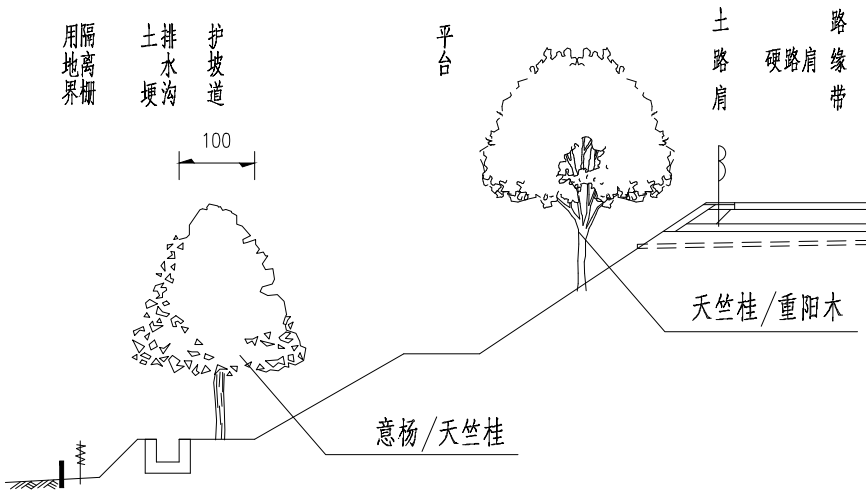 用地界
隔离栅
土埂
排水沟
护坡道
平台
土路肩
硬路肩
路缘带
100
天竺桂/重阳木
意杨/天竺桂